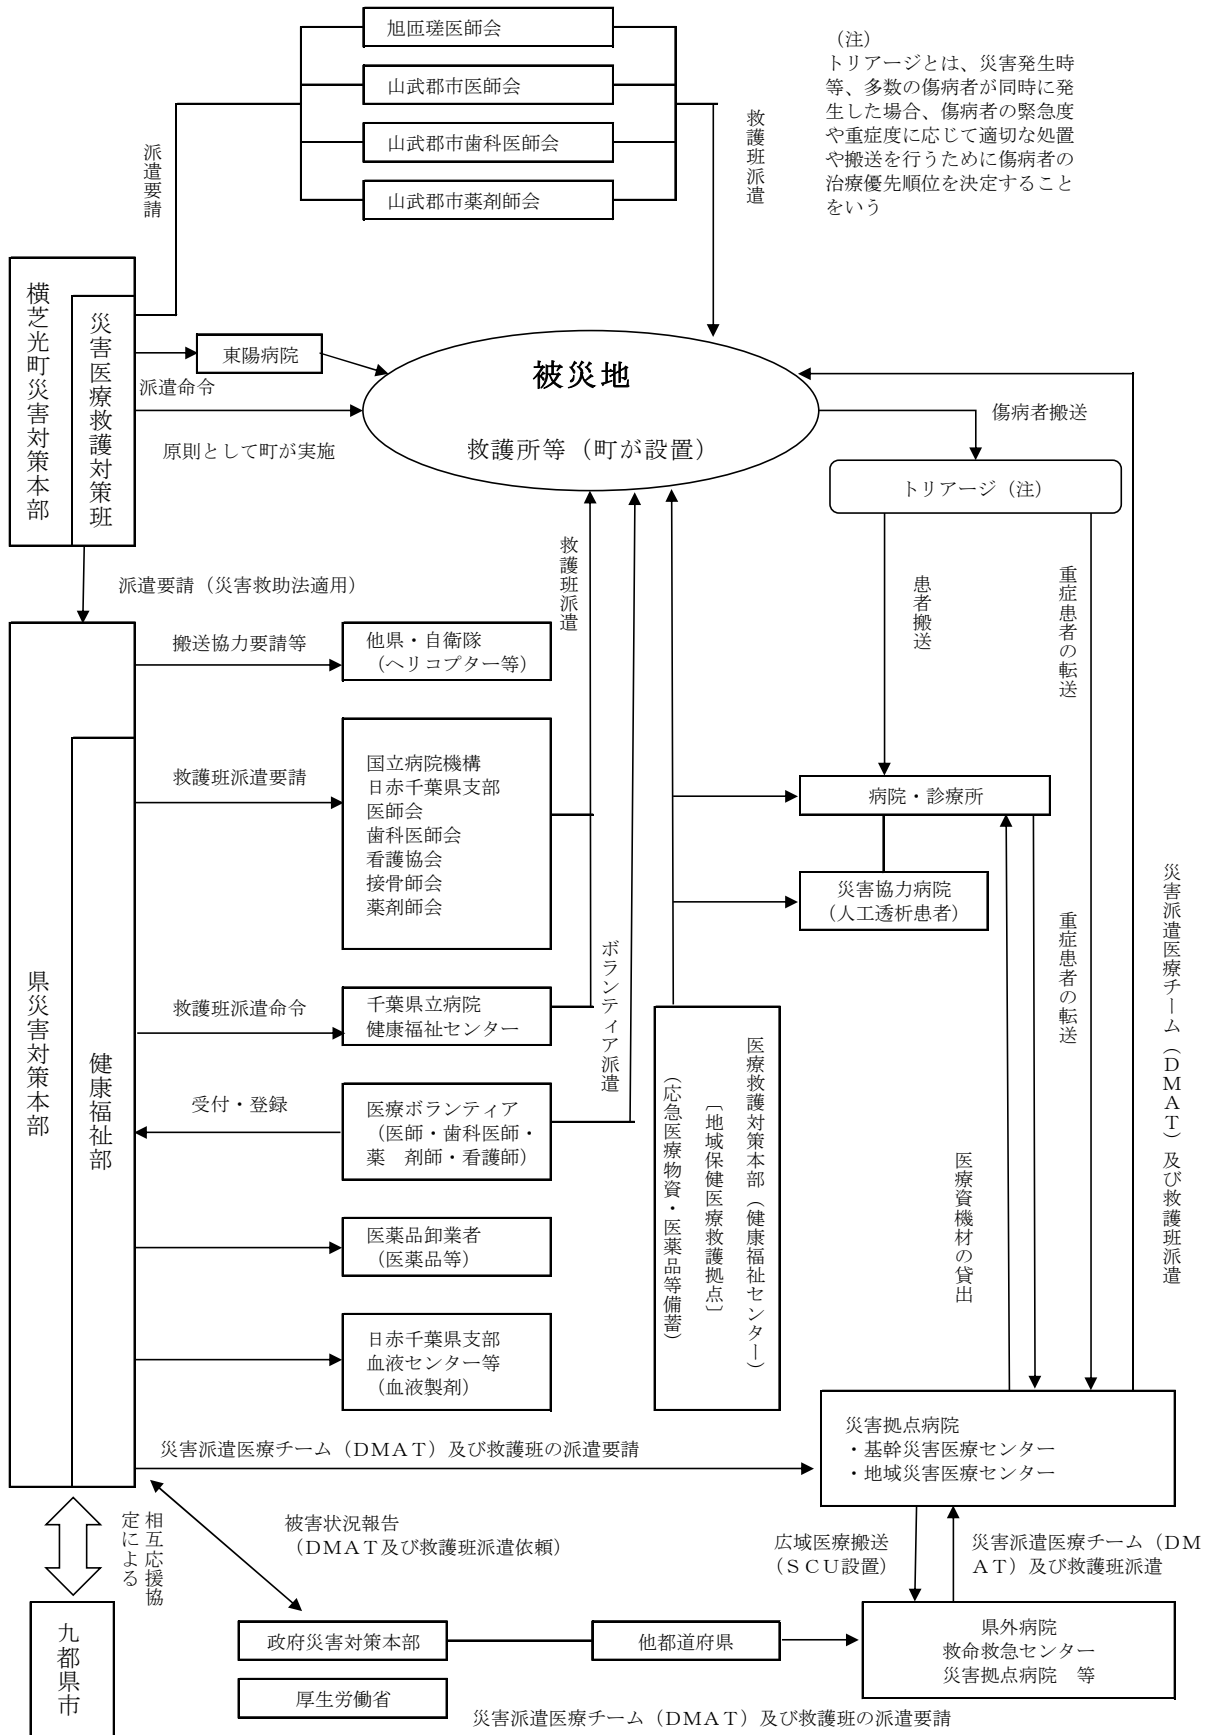 旭匝瑳医師会
山武郡市医師会
山武郡市歯科医師会
山武郡市薬剤師会
派遣要請
救護班派遣
（注）
トリアージとは、災害発生時
等、多数の傷病者が同時に発
生した場合、傷病者の緊急度
や重症度に応じて適切な処置
や搬送を行うために傷病者の
治療優先順位を決定すること
をいう
横芝光町災害対策本部
災害医療救護対策班
東陽病院
派遣命令
原則として町が実施
被災地
救護所等（町が設置）
傷病者搬送
トリアージ（注）
派遣要請（災害救助法適用）
救護班派遣
患者搬送
重症患者の転送
県災害対策本部
健康福祉部
搬送協力要請等
他県・自衛隊
（ヘリコプター等）
救護班派遣要請
国立病院機構
日赤千葉県支部
医師会
歯科医師会
看護協会
接骨師会
薬剤師会
病院・診療所
災害協力病院
（人工透析患者）
救護班派遣命令
千葉県立病院
健康福祉センター
ボランティア派遣
受付・登録
医療ボランティア
（医師・歯科医師・
薬　剤師・看護師）
医療救護対策本部（健康福祉センター）
〔地域保健医療救護拠点〕
（応急医療物資・医薬品等備蓄）
重症患者の転送
医療資機材の貸出
災害派遣医療チーム（ＤＭＡＴ）及び救護班派遣
医薬品卸業者
（医薬品等）
日赤千葉県支部
血液センター等
（血液製剤）
災害派遣医療チーム（ＤＭＡＴ）及び救護班の派遣要請
災害拠点病院
・基幹災害医療センター
・地域災害医療センター
相互応援協
定による
被害状況報告
（ＤＭＡＴ及び救護班派遣依頼）
広域医療搬送
（ＳＣＵ設置）
災害派遣医療チーム（ＤＭ
ＡＴ）及び救護班派遣
九都県市
政府災害対策本部
他都道府県
県外病院
救命救急センター
災害拠点病院　等
厚生労働省
災害派遣医療チーム（ＤＭＡＴ）及び救護班の派遣要請